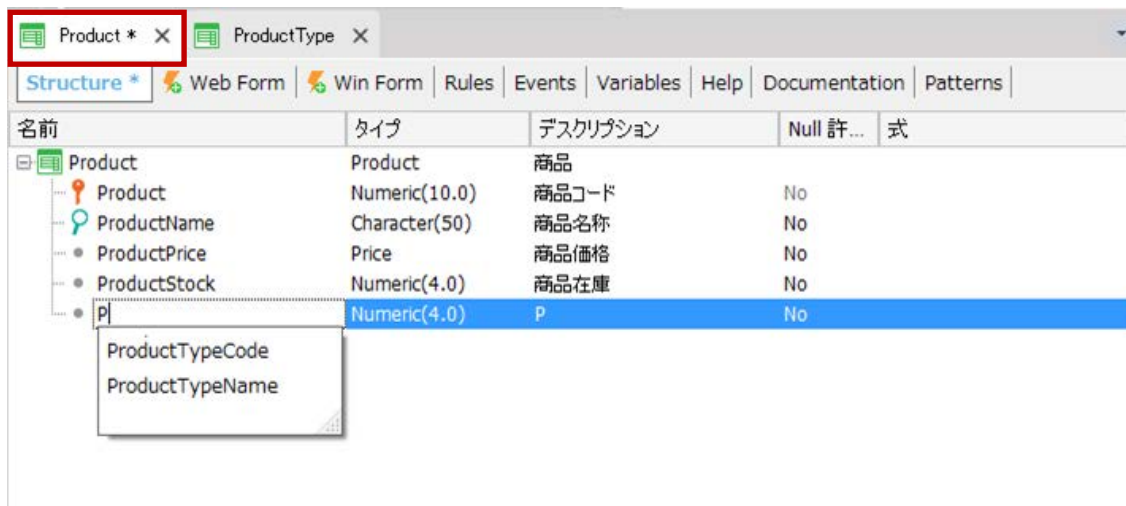 Product * ProductType
Structure * Web Form Win Form Rules Events Variables Help Documentation Patterns
名前 タイプ デスクリプション Null 許... 式
Product Product 商品
Product Numeric(10.0) 商品コード No
ProductName Character(50) 商品名称 No
ProductPrice Price 商品価格 No
ProductStock Numeric(4.0) 商品在庫 No
P Numeric(4.0) P No
ProductTypeCode
ProductTypeName